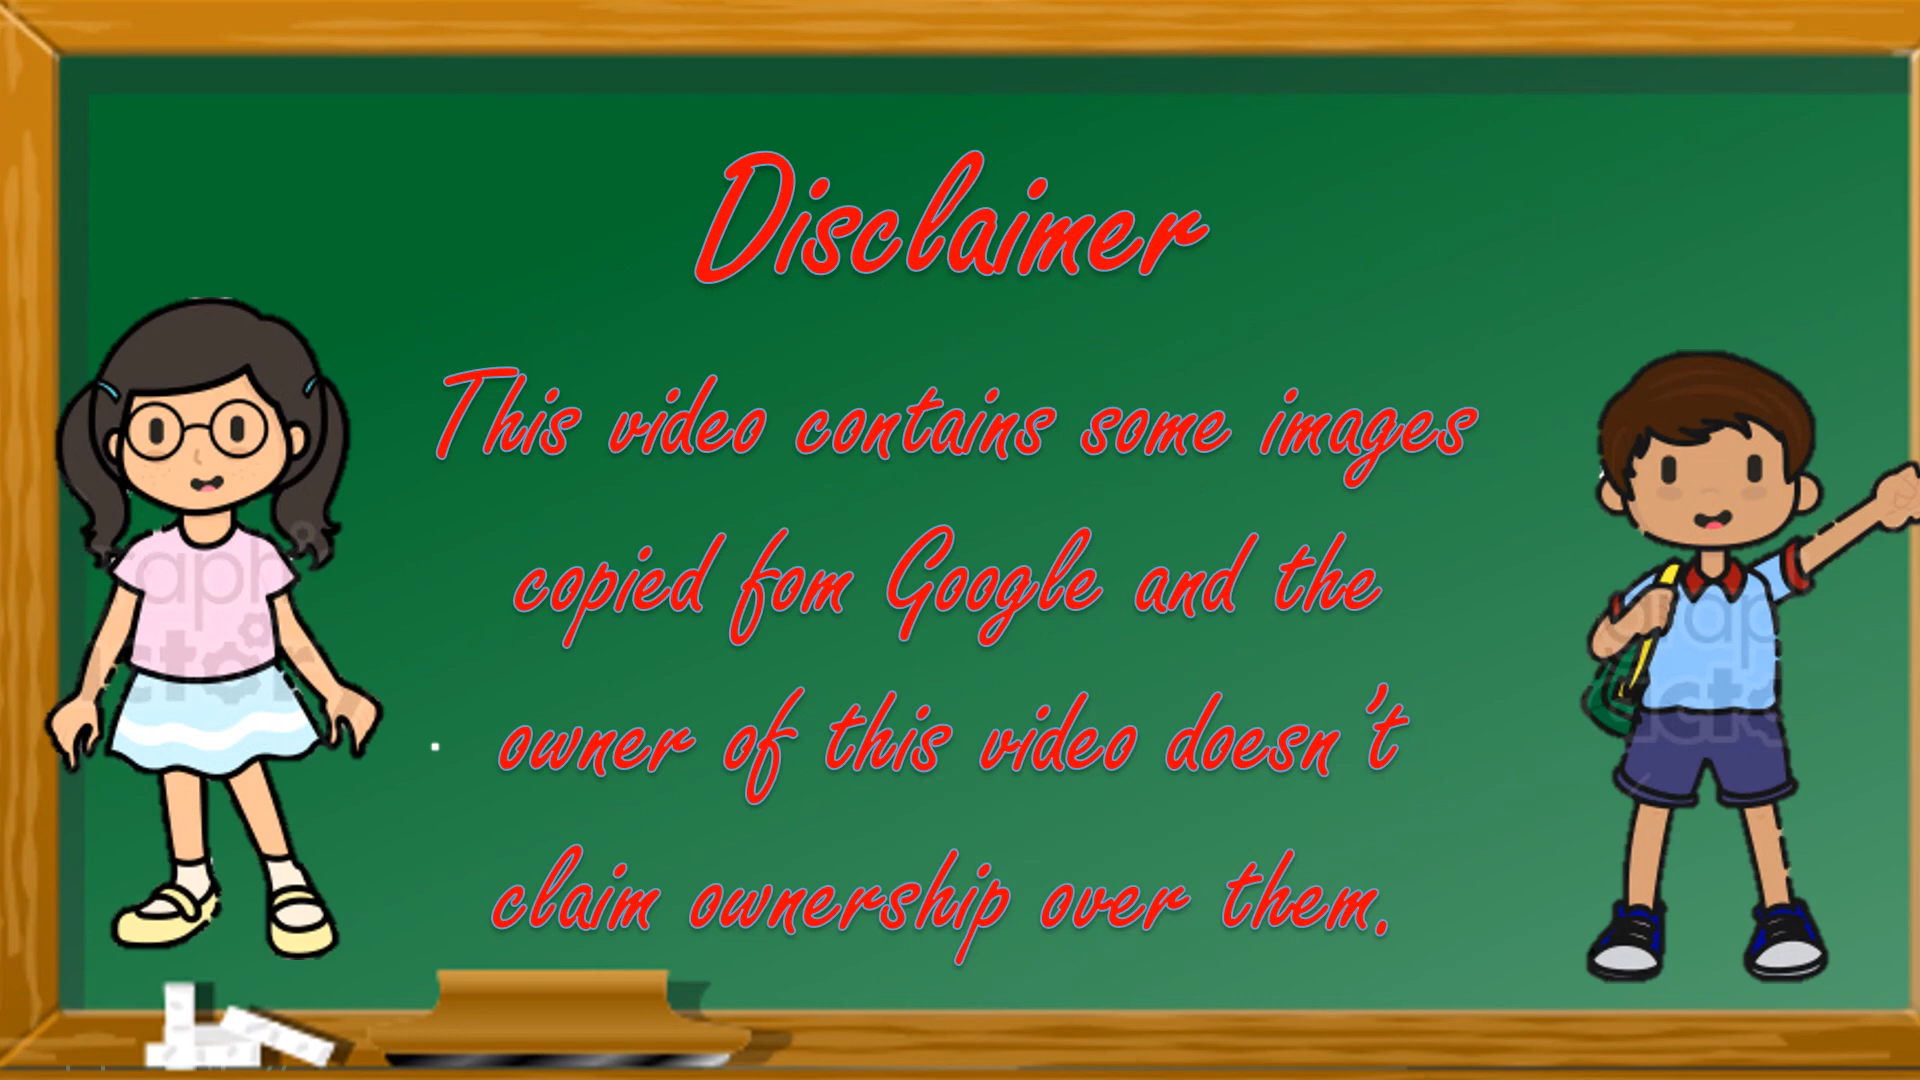 Disclaimer
This video contains some images
copied fom Google and the
owner of this video doesn't
claim ownership over them.